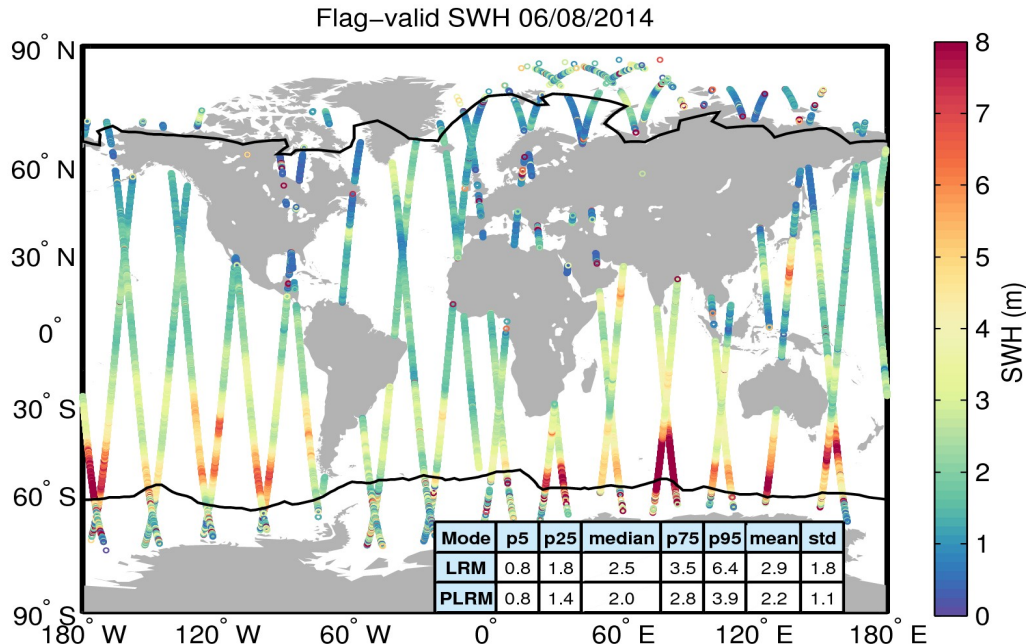 Flag-valid SWH 06/08/2014
90° N
60° N
30° N
0°
30° S
60° S
90° S
180° W 120° W 60° W 0° 60° E 120° E 180° E
8
7
6
5
4
3
2
1
0
SWH (m)
Mode p5 p25 median p75 p95 mean std
LRM 0.8 1.8 2.5 3.5 6.4 2.9 1.8
PLRM 0.8 1.4 2.0 2.8 3.9 2.2 1.1